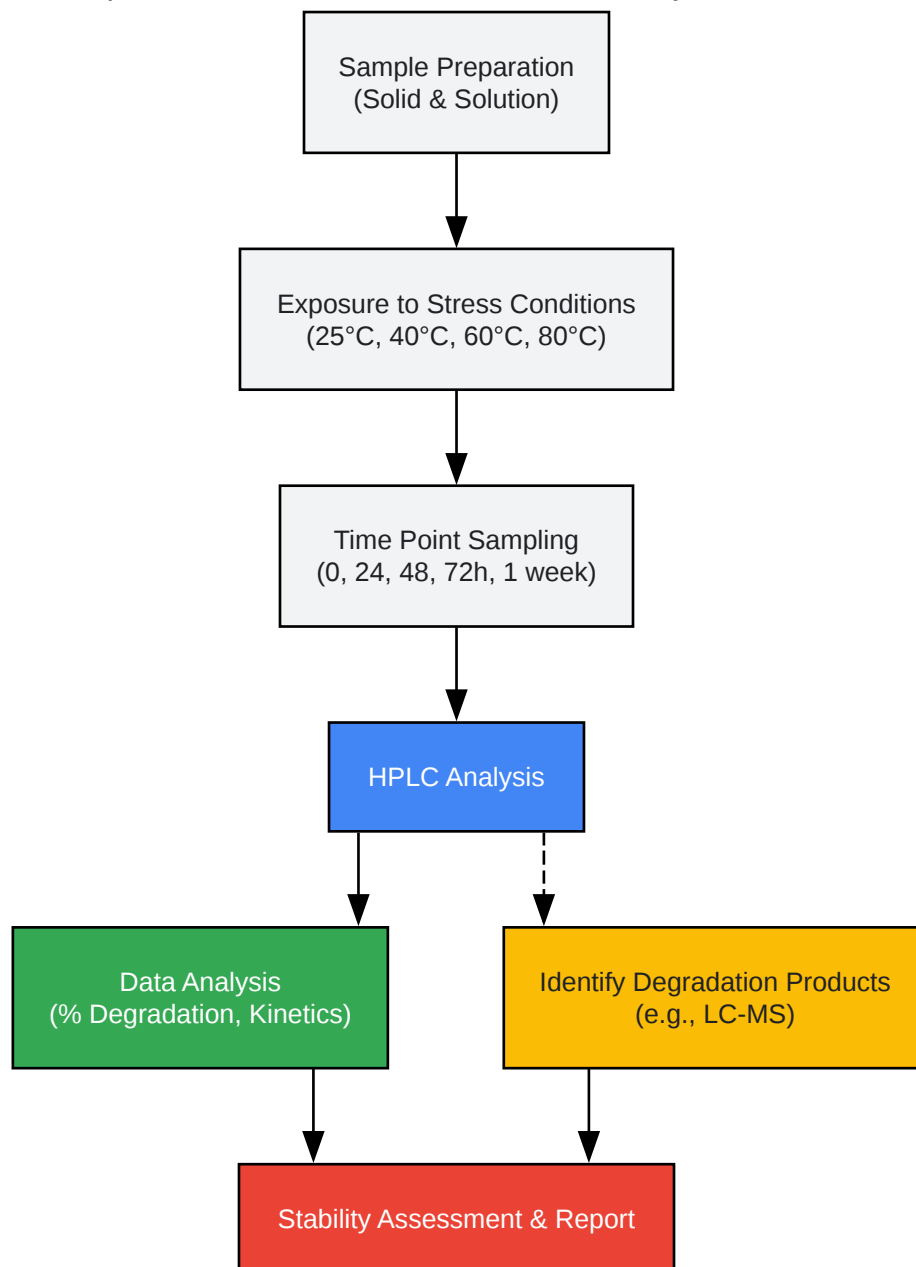 Sample Preparation
(Solid & Solution)
Exposure to Stress Conditions
(25°C, 40°C, 60°C, 80°C)
Time Point Sampling
(0, 24, 48, 72h, 1 week)
HPLC Analysis
Data Analysis
(% Degradation, Kinetics)
Identify Degradation Products
(e.g., LC-MS)
Stability Assessment & Report